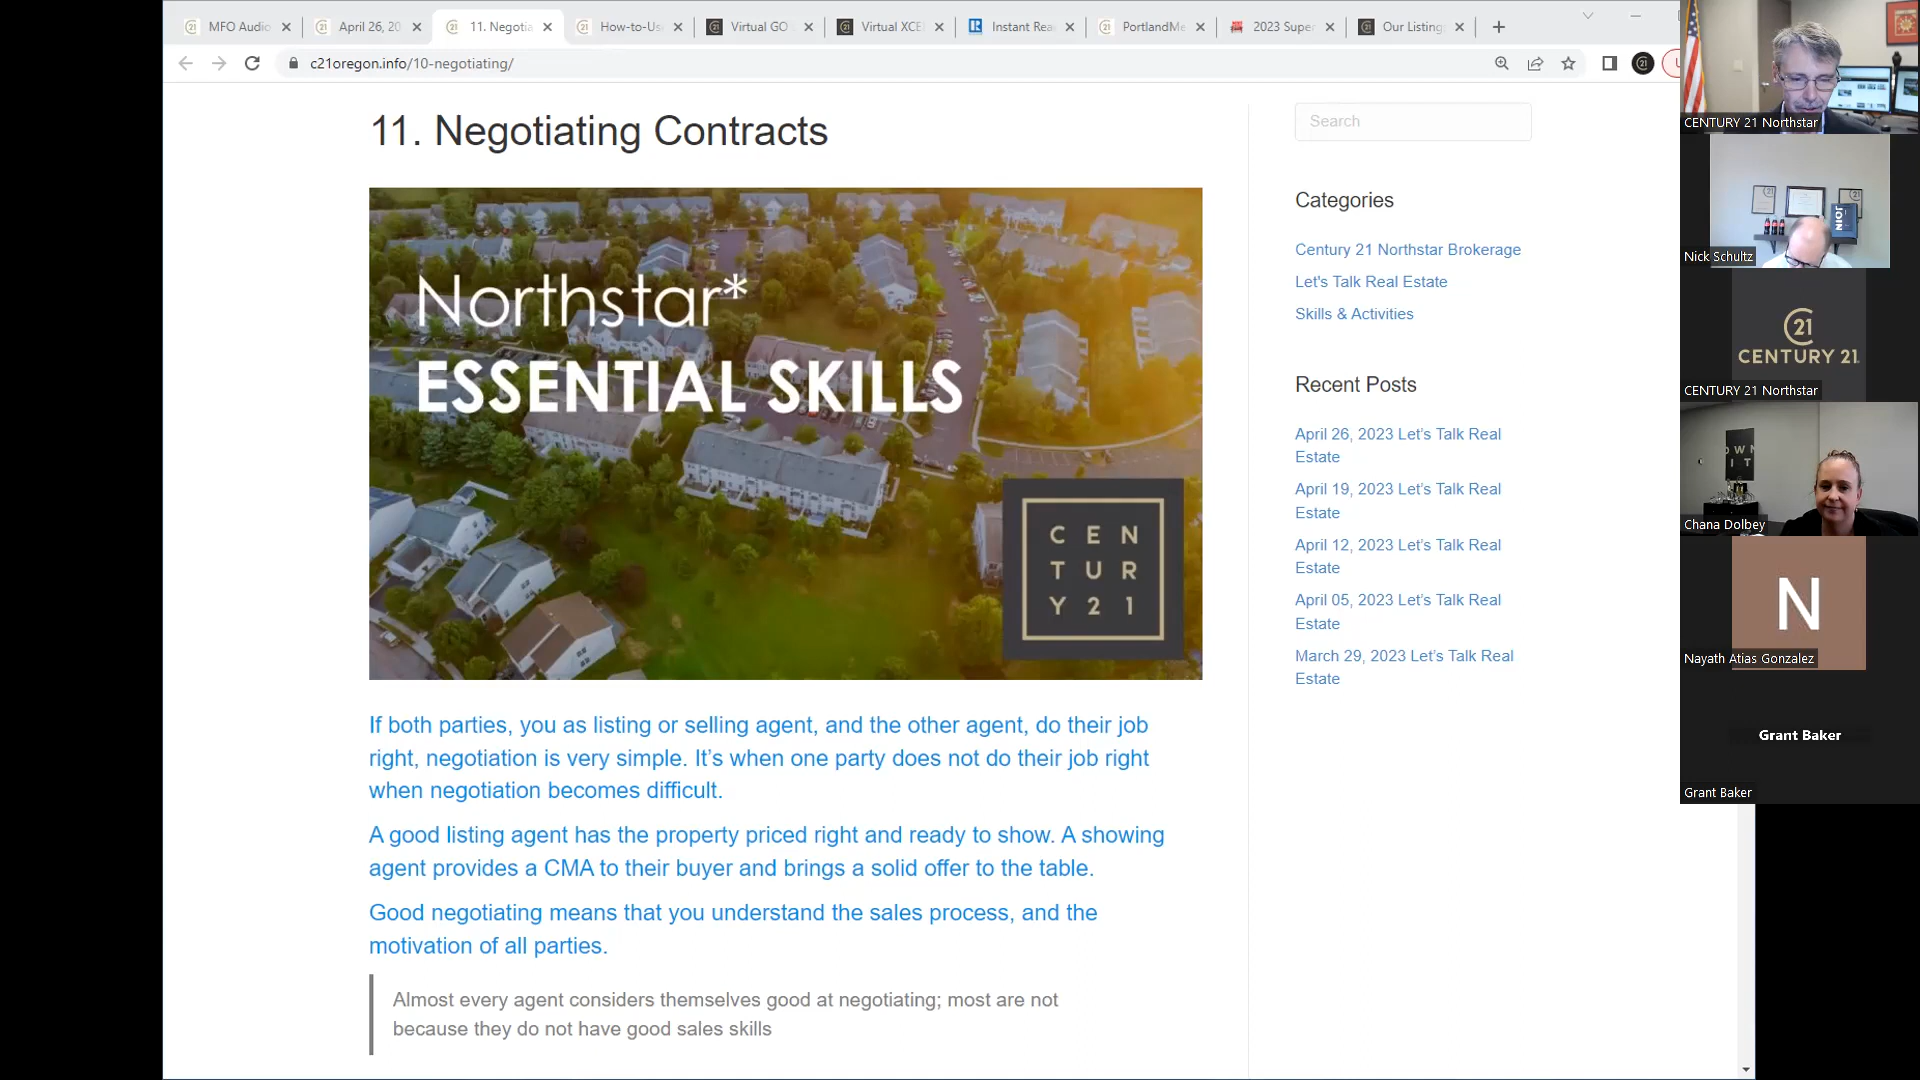 MFO Audio
April 26, 20
11. Negotia
How-to-Us
Virtual GO
Virtual XCE
Instant Rea
PortlandMe
2023 Super
Our Listing
c21oregon.info/10-negotiating/
11. Negotiating Contracts
Northstar*
ESSENTIAL SKILLS
CEN
TUR
Y21
If both parties, you as listing or selling agent, and the other agent, do their job
right, negotiation is very simple. It’s when one party does not do their job right
when negotiation becomes difficult.
A good listing agent has the property priced right and ready to show. A showing
agent provides a CMA to their buyer and brings a solid offer to the table.
Good negotiating means that you understand the sales process, and the
motivation of all parties.
Almost every agent considers themselves good at negotiating; most are not
because they do not have good sales skills
Search
Categories
Century 21 Northstar Brokerage
Let's Talk Real Estate
Skills & Activities
Recent Posts
April 26, 2023 Let’s Talk Real
Estate
April 19, 2023 Let’s Talk Real
Estate
April 12, 2023 Let’s Talk Real
Estate
April 05, 2023 Let’s Talk Real
Estate
March 29, 2023 Let’s Talk Real
Estate
CENTURY 21 Northstar
JOIN
Nick Schultz
21
CENTURY 21.
CENTURY 21 Northstar
Chana Dolbey
N
Nayath Atias Gonzalez
Grant Baker
Grant Baker